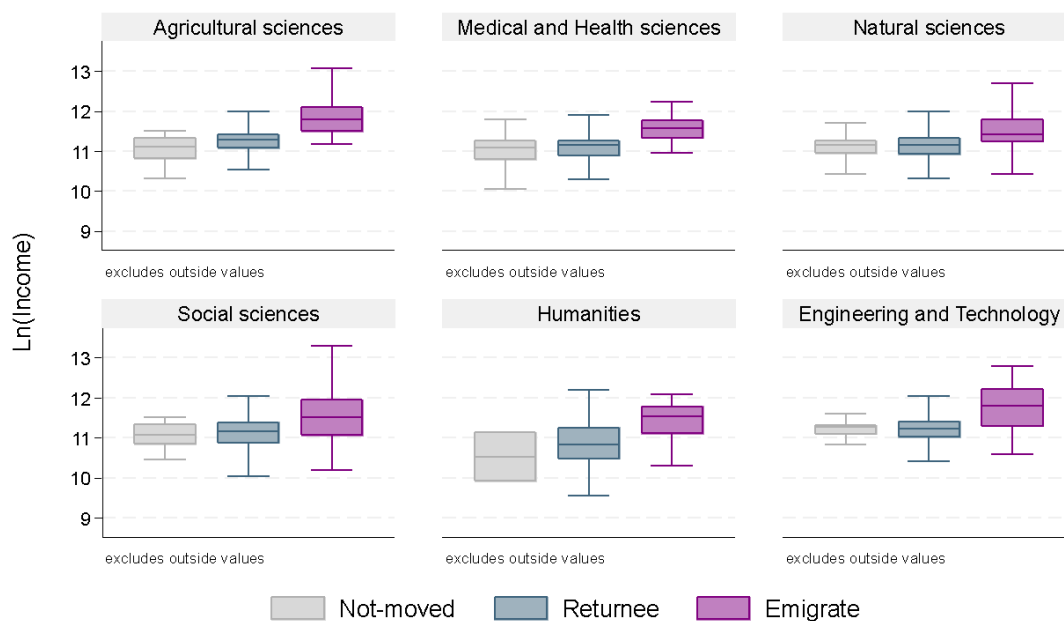 Agricultural sciences
Medical and Health sciences
Natural sciences
13
12
11
10
9
excludes outside values
excludes outside values
excludes outside values
Ln(Income)
Social sciences
Humanities
Engineering and Technology
13
12
11
10
9
excludes outside values
excludes outside values
excludes outside values
Not-moved
Returnee
Emigrate